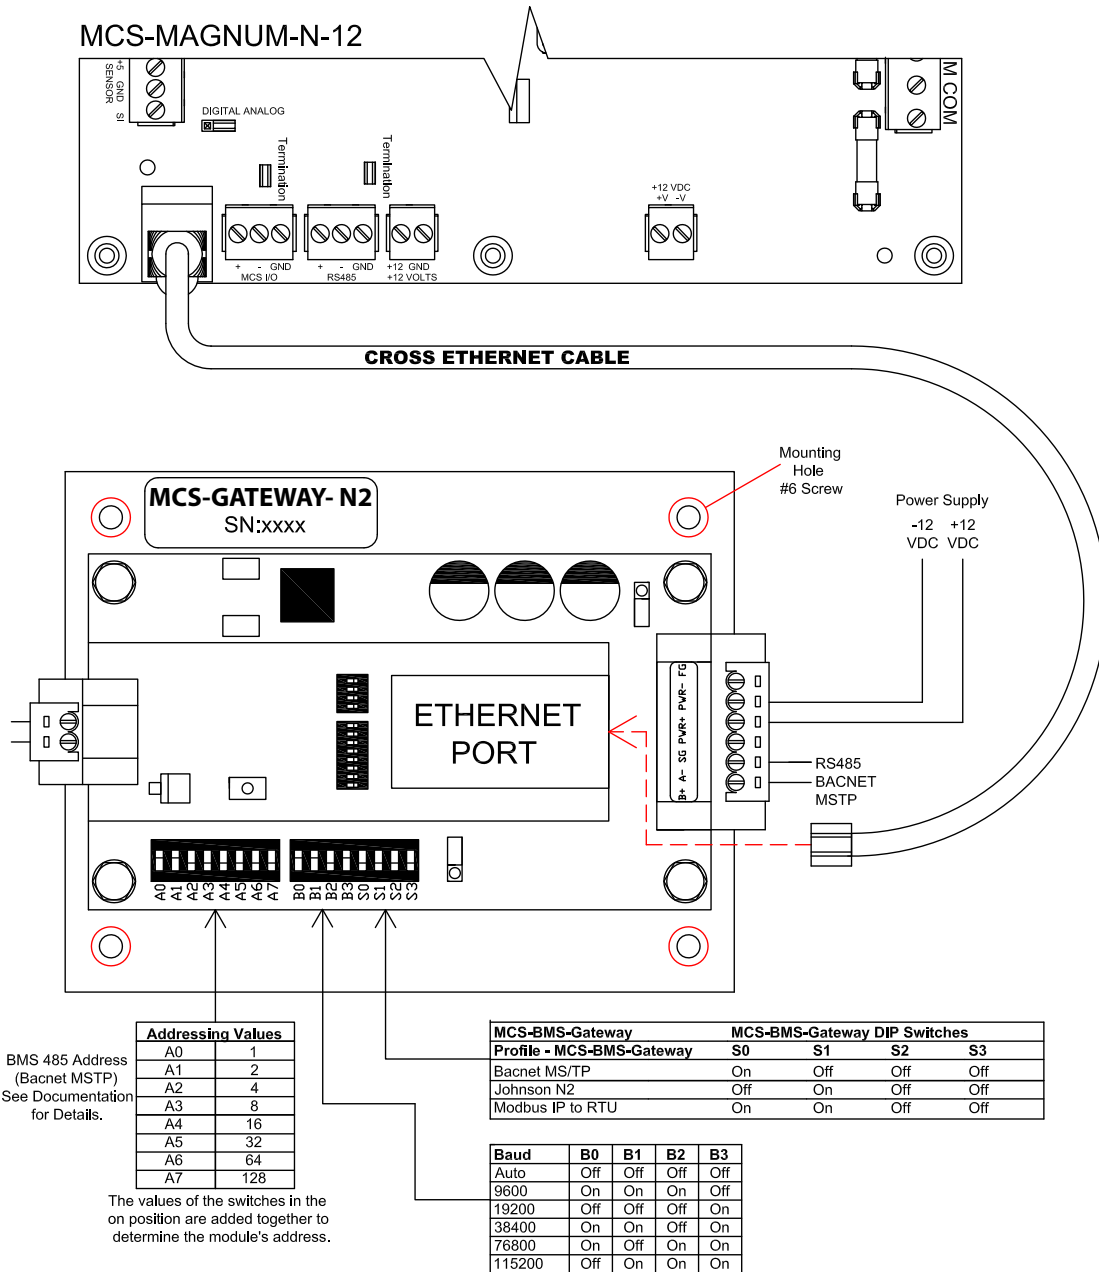 MCS-MAGNUM-N-12
+5 GND SI
SENSOR
DIGITAL ANALOG
Termination
Termination
M COM
+12 VDC
+V -V
+ - GND
MCS I/O
+ - GND
RS485
+12 GND
+12 VOLTS
CROSS ETHERNET CABLE
Mounting
Hole
#6 Screw
Power Supply
-12 +12
VDC VDC
MCS-GATEWAY- N2
SN:xxxx
ETHERNET
PORT
B+ A- SG PWR+ PWR- FG
RS485
BACNET
MSTP
A0 A1 A2 A3 A4 A5 A6 A7
B0 B1 B2 B3 S0 S1 S2 S3
BMS 485 Address
(Bacnet MSTP)
See Documentation
for Details.
Addressing Values
A0 1
A1 2
A2 4
A3 8
A4 16
A5 32
A6 64
A7 128
The values of the switches in the
on position are added together to
determine the module's address.
MCS-BMS-Gateway MCS-BMS-Gateway DIP Switches
Profile - MCS-BMS-Gateway S0 S1 S2 S3
Bacnet MS/TP On Off Off Off
Johnson N2 Off On Off Off
Modbus IP to RTU On On Off Off
Baud B0 B1 B2 B3
Auto Off Off Off Off
9600 On On On Off
19200 Off Off Off On
38400 On On Off On
76800 On Off On On
115200 Off On On On